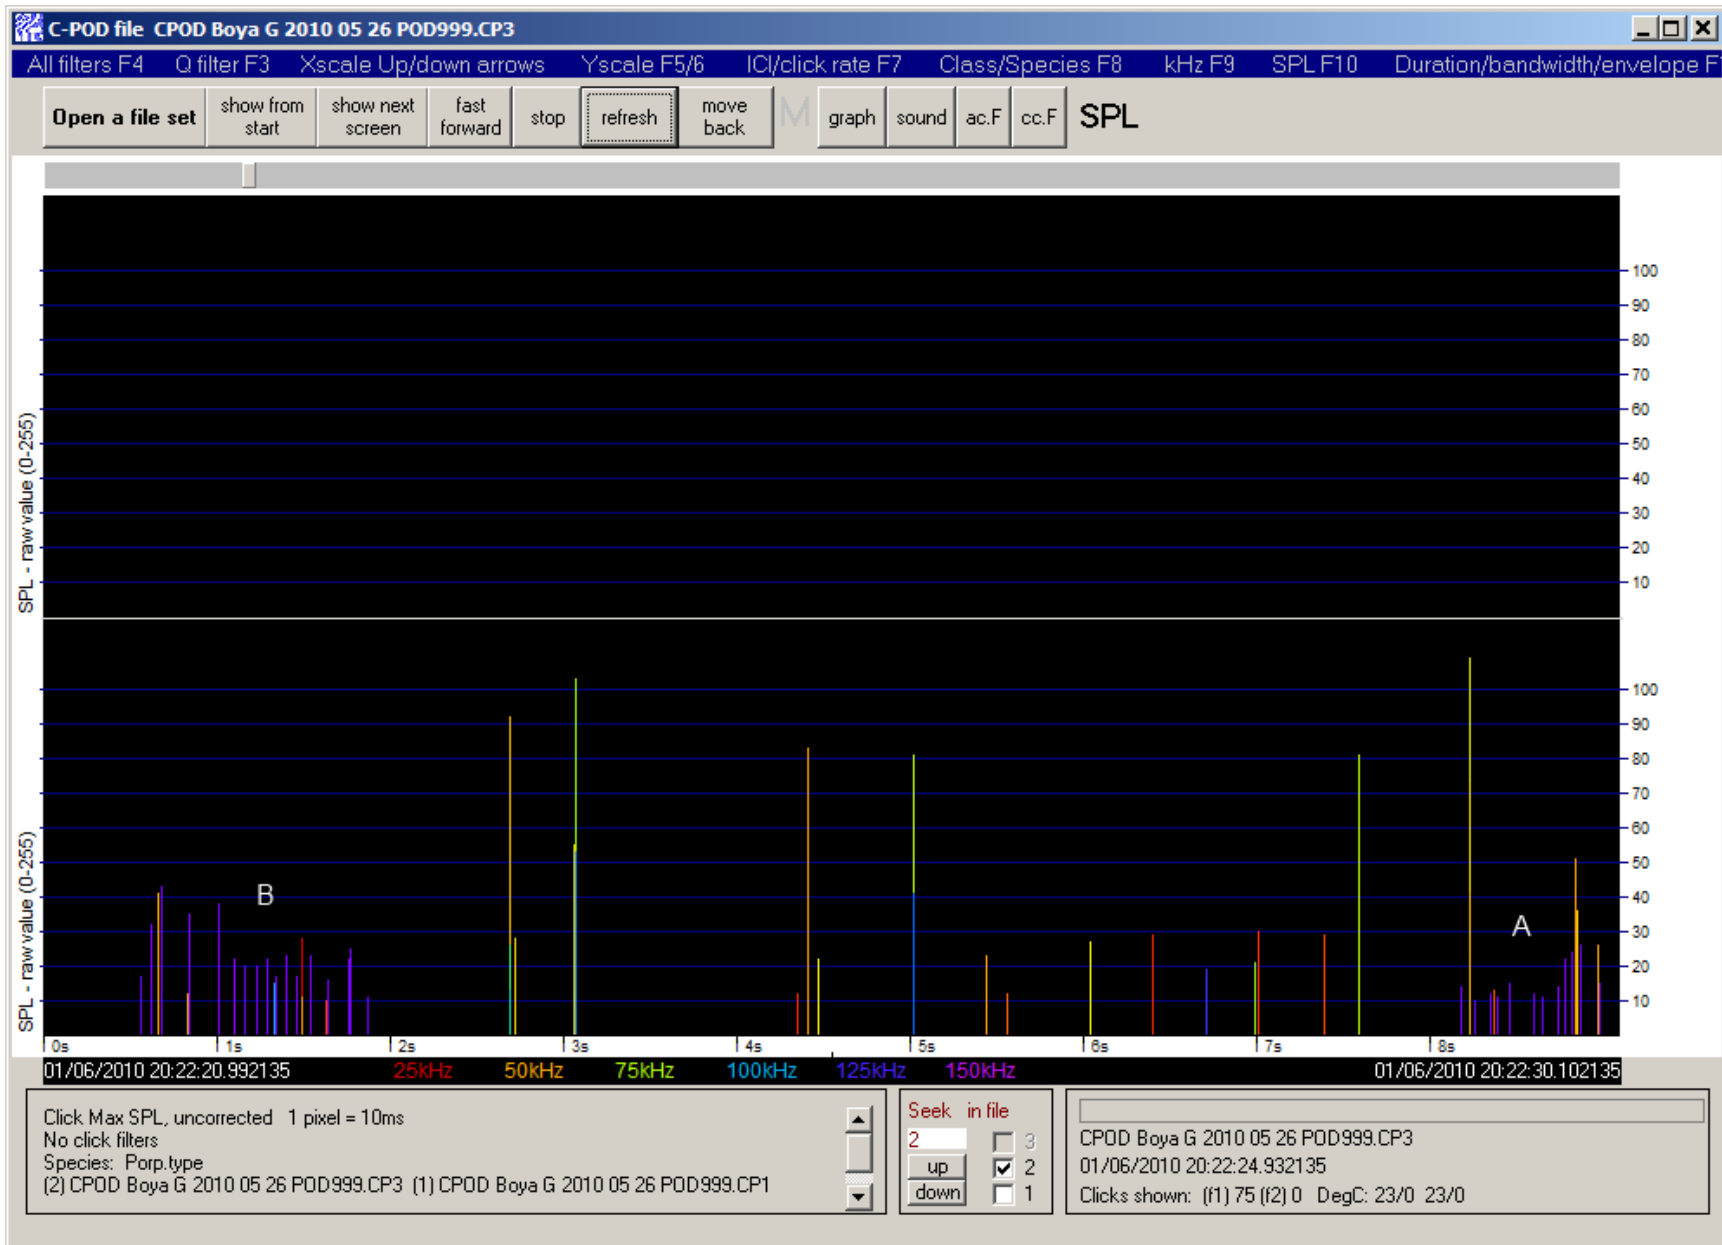 C-POD file CPOD Boya G 2010 05 26 POD999.CP3
All filters F4 Q filter F3 Xscale Up/down arrows Yscale F5/6 ICI/click rate F7 Class/Species F8 kHz F9 SPL F10 Duration/bandwidth/envelope F
Open a file set
show from start
show next screen
fast forward
stop
refresh
move back
M
graph
sound
ac.F
cc.F
SPL
100
90
80
70
60
50
40
30
20
10
SPL - raw value (0-255)
100
90
80
70
60
50
40
30
20
10
SPL - raw value (0-255)
B
A
0s 1s 2s 3s 4s 5s 6s 7s 8s
01/06/2010 20:22:20.992135 25kHz 50kHz 75kHz 100kHz 125kHz 150kHz 01/06/2010 20:22:30.102135
Click Max SPL, uncorrected 1 pixel = 10ms
No click filters
Species: Porp.type
(2) CPOD Boya G 2010 05 26 POD999.CP3 (1) CPOD Boya G 2010 05 26 POD999.CP1
Seek in file
2 3
up 2
down 1
CPOD Boya G 2010 05 26 POD999.CP3
01/06/2010 20:22:24.932135
Clicks shown: (f1) 75 (f2) 0 DegC: 23/0 23/0